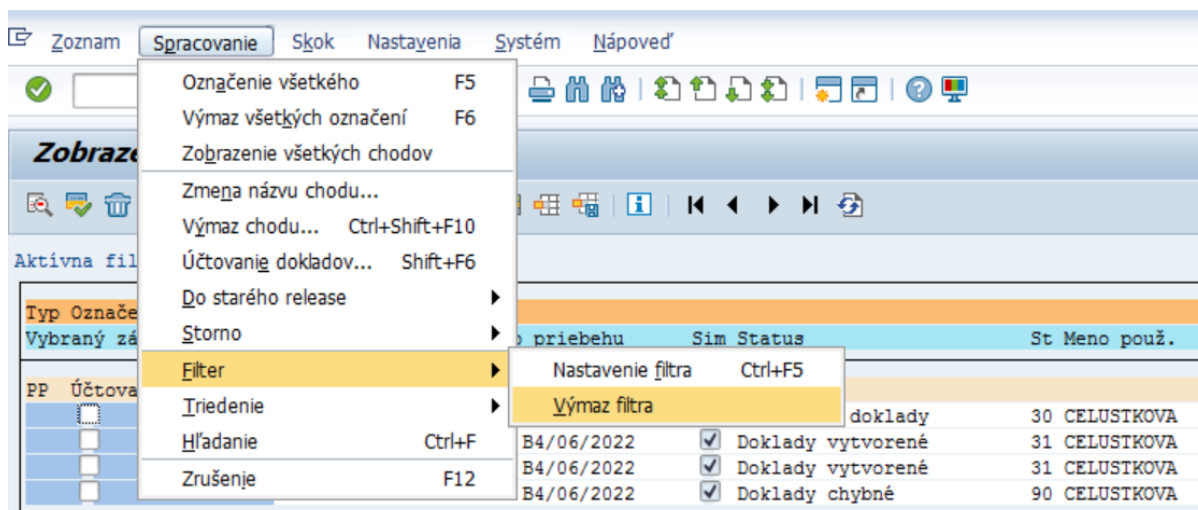 Zoznam Spracovanie Skok Nastavenia Systém Nápoveď
Označenie všetkého F5
Výmaz všetkých označení F6
Zobrazenie všetkých chodov
Zmena názvu chodu...
Výmaz chodu... Ctrl+Shift+F10
Účtovanie dokladov... Shift+F6
Do starého release
Storno
Filter
Triedenie
Hľadanie Ctrl+F
Zrušenie F12
Nastavenie filtra Ctrl+F5
Výmaz filtra
Zobraze
Aktívna fil
Typ Označe
Vybraný zá priebehu Sim Status St Meno použ.
PP Účtova
doklady 30 CELUSTKOVA
B4/06/2022 Doklady vytvorené 31 CELUSTKOVA
B4/06/2022 Doklady vytvorené 31 CELUSTKOVA
B4/06/2022 Doklady chybné 90 CELUSTKOVA